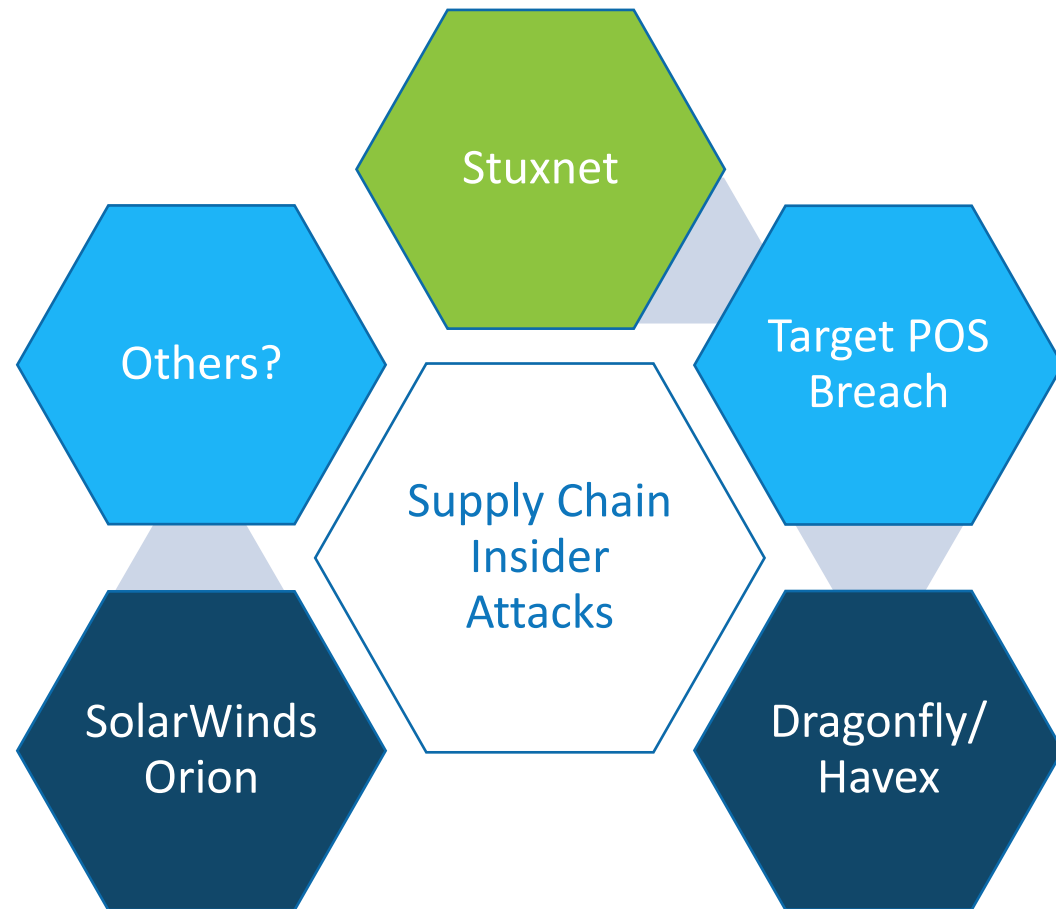 Stuxnet
Target POS
Breach
Others?
Supply Chain
Insider
Attacks
SolarWinds
Orion
Dragonfly/
Havex